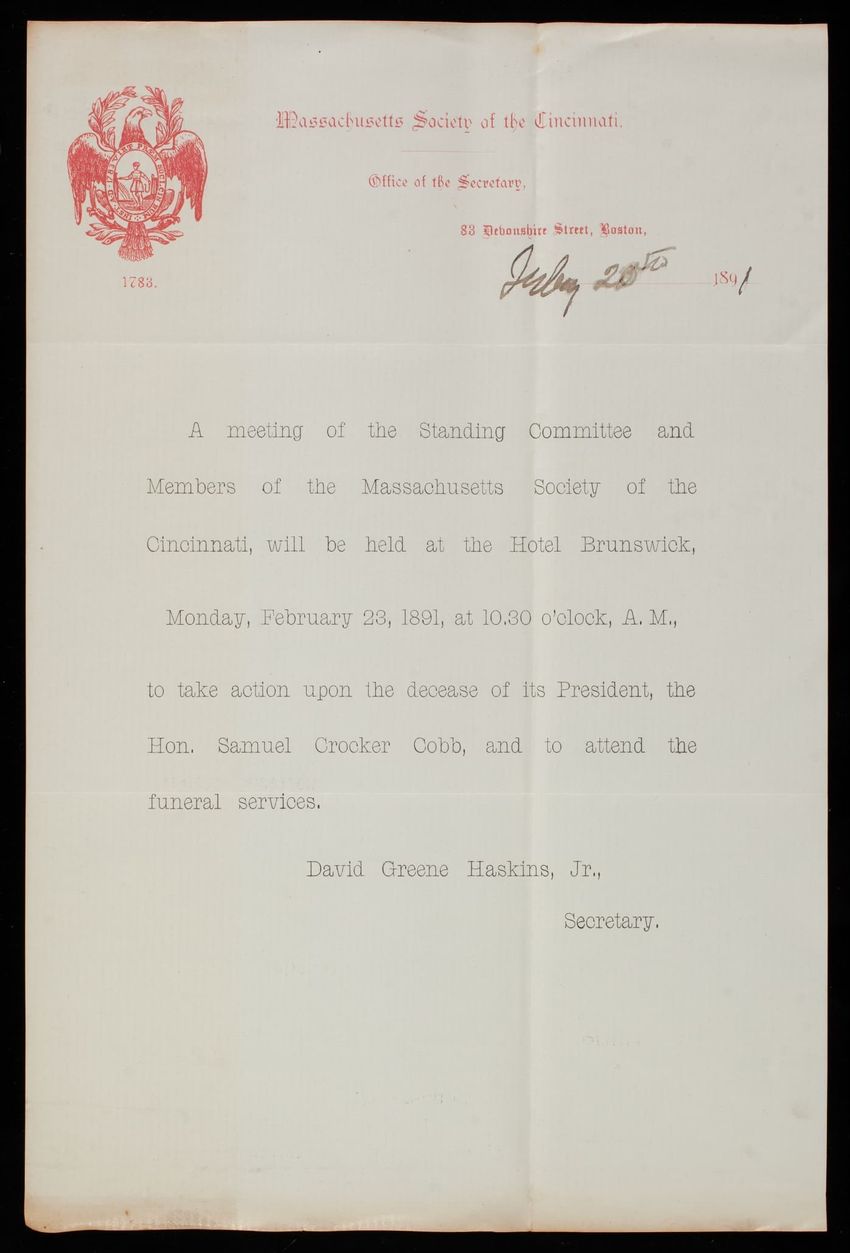 Massachusetts Society of the Cincinnati.
Office of the Secretary,
83 Devonshire Street, Boston,
1783.
Feby 20th 1891
A meeting of the Standing Committee and
Members of the Massachusetts Society of the
Cincinnati, will be held at the Hotel Brunswick,
Monday, February 23, 1891, at 10.30 o'clock, A. M.,
to take action upon the decease of its President, the
Hon. Samuel Crocker Cobb, and to attend the
funeral services.
David Greene Haskins, Jr.,
Secretary.